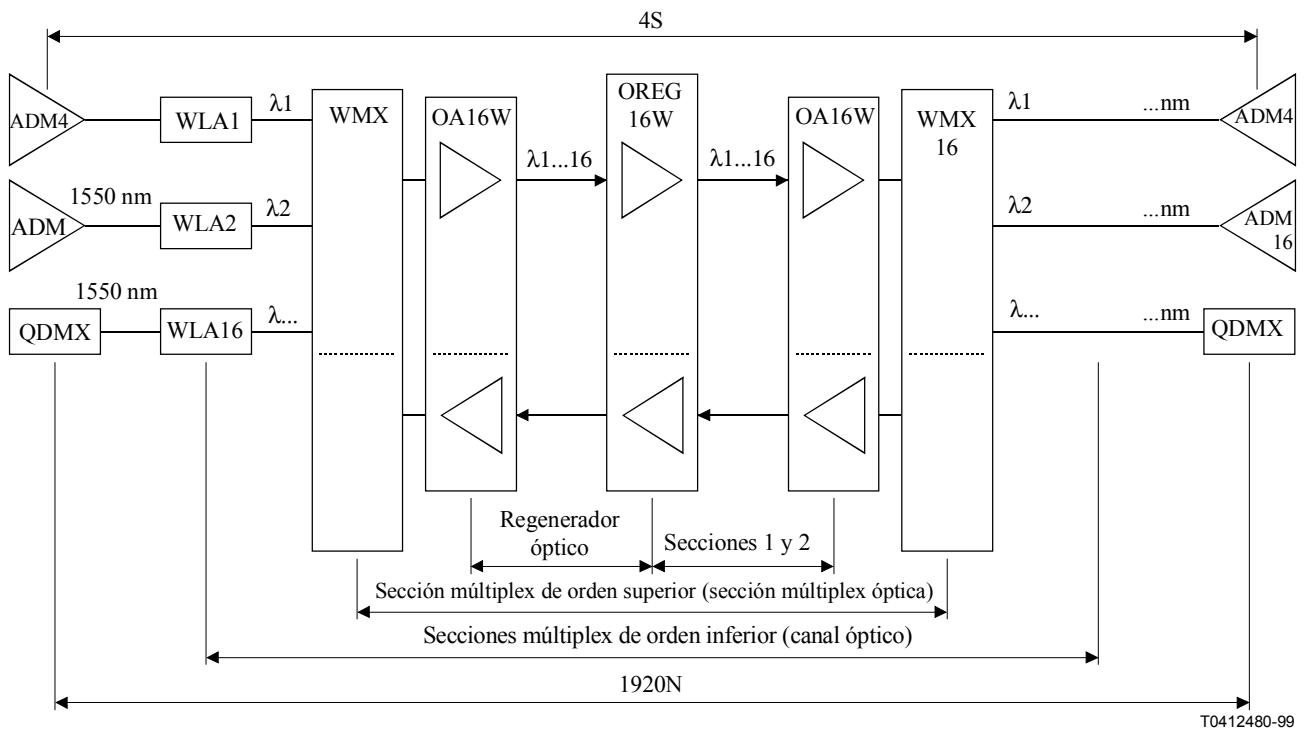 4S
ADM4
WLA1
λ1
WMX
OA16W
λ1...16
OREG
16W
λ1...16
OA16W
WMX
16
λ1
...nm
ADM4
ADM
1550 nm
WLA2
λ2
λ2
...nm
ADM
16
QDMX
1550 nm
WLA16
λ...
λ...
...nm
QDMX
Regenerador
óptico
Secciones 1 y 2
Sección múltiplex de orden superior (sección múltiplex óptica)
Secciones múltiplex de orden inferior (canal óptico)
1920N
T0412480-99